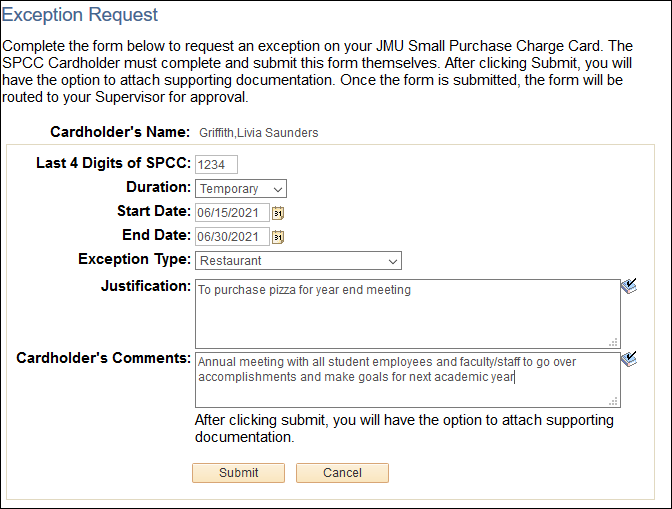 Exception Request
Complete the form below to request an exception on your JMU Small Purchase Charge Card. The
SPCC Cardholder must complete and submit this form themselves. After clicking Submit, you will
have the option to attach supporting documentation. Once the form is submitted, the form will be
routed to your Supervisor for approval.
Cardholder's Name: Griffith,Livia Saunders
Last 4 Digits of SPCC: 1234
Duration: Temporary
Start Date: 06/15/2021 31
End Date: 06/30/2021 31
Exception Type: Restaurant
Justification: To purchase pizza for year end meeting
Cardholder's Comments: Annual meeting with all student employees and faculty/staff to go over
accomplishments and make goals for next academic year
After clicking submit, you will have the option to attach supporting
documentation.
Submit Cancel